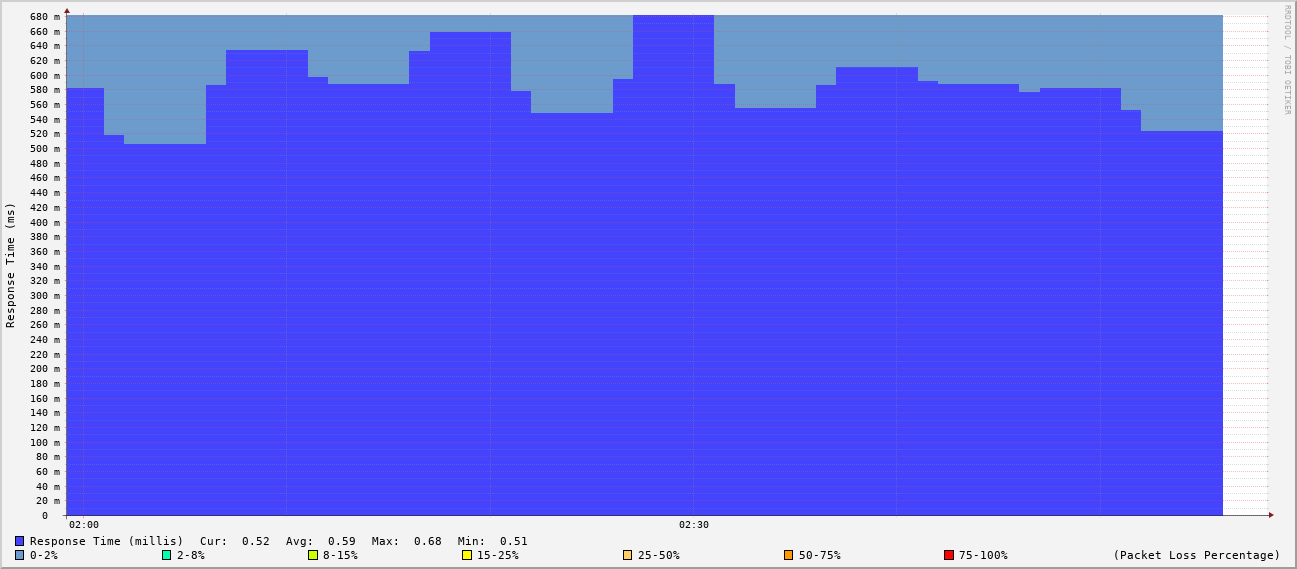 RRDTOOL / TOBI OETIKER
Response Time (ms)
680 m
660 m
640 m
620 m
600 m
580 m
560 m
540 m
520 m
500 m
480 m
460 m
440 m
420 m
400 m
380 m
360 m
340 m
320 m
300 m
280 m
260 m
240 m
220 m
200 m
180 m
160 m
140 m
120 m
100 m
80 m
60 m
40 m
20 m
0
02:00 02:30
Response Time (millis) Cur: 0.52 Avg: 0.59 Max: 0.68 Min: 0.51
0-2% 2-8% 8-15% 15-25% 25-50% 50-75% 75-100% (Packet Loss Percentage)